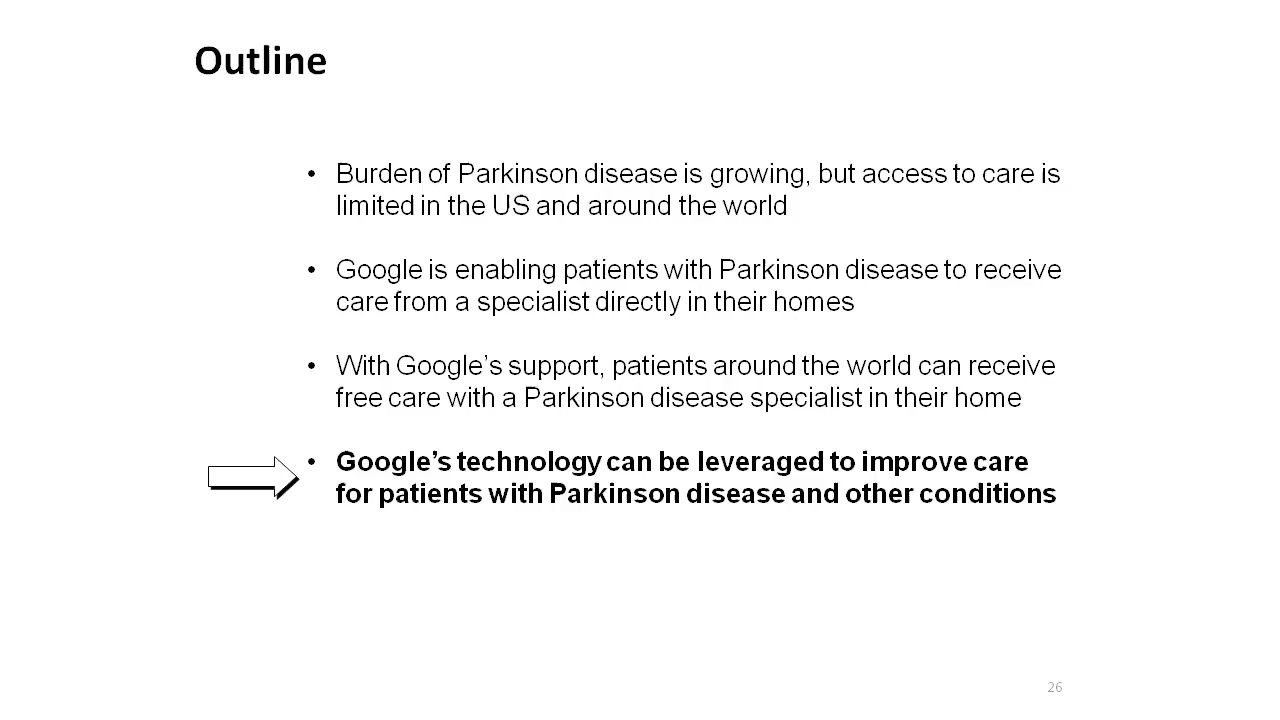 Outline
• Burden of Parkinson disease is growing, but access to care is
limited in the US and around the world
• Google is enabling patients with Parkinson disease to receive
care from a specialist directly in their homes
• With Google’s support, patients around the world can receive
free care with a Parkinson disease specialist in their home
• Google’s technology can be leveraged to improve care
for patients with Parkinson disease and other conditions
26